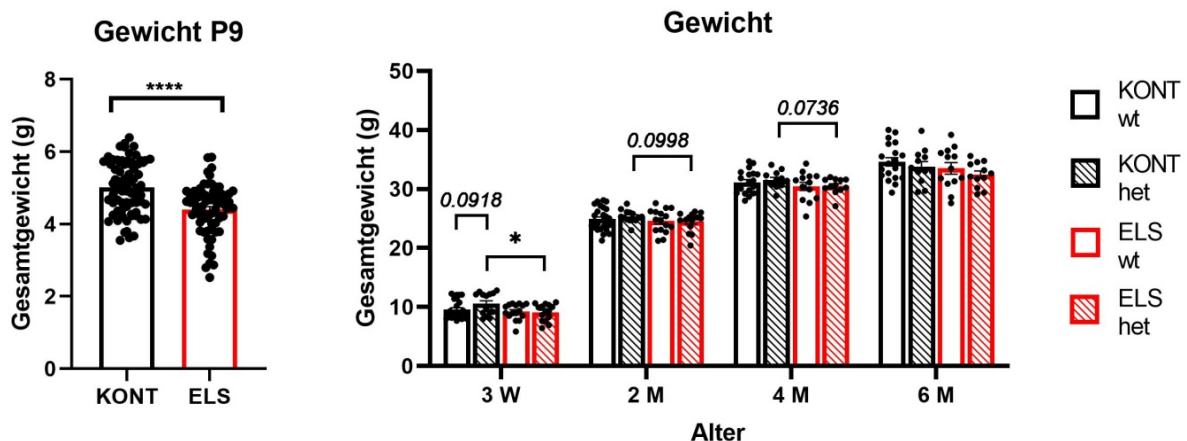 Gewicht P9
Gesamtgewicht (g)
8
6
4
2
0
****
KONT
ELS
Gewicht
Gesamtgewicht (g)
50
40
30
20
10
0
0.0918
*
0.0998
0.0736
3 W
2 M
4 M
6 M
Alter
KONT
wt
KONT
het
ELS
wt
ELS
het